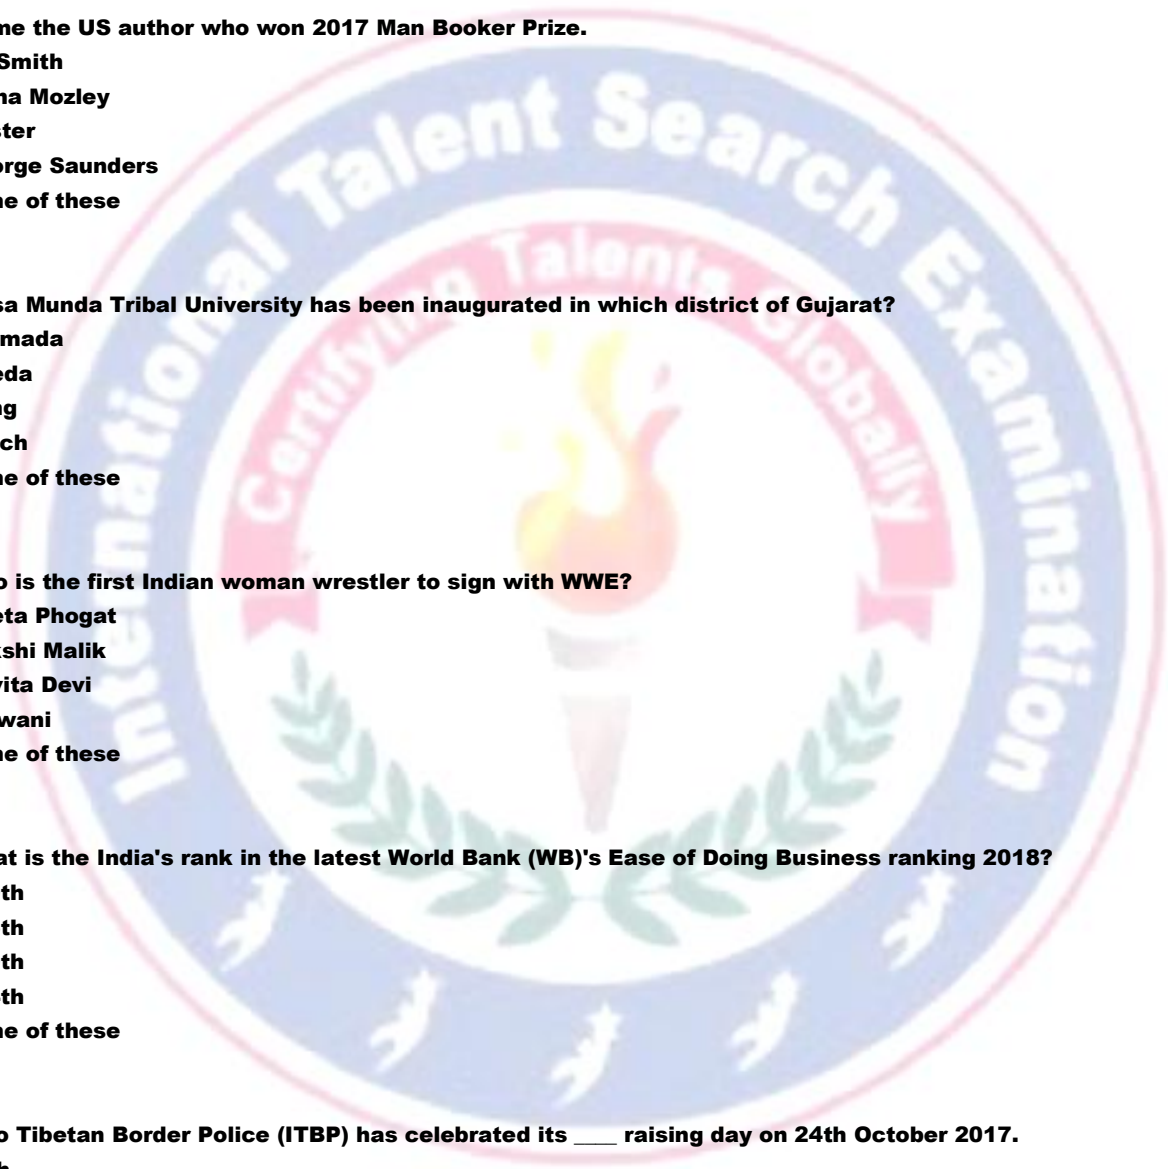 me the US author who won 2017 Man Booker Prize.
Smith
na Mozley
ster
orge Saunders
ne of these
sa Munda Tribal University has been inaugurated in which district of Gujarat?
mada
eda
ng
ch
ne of these
o is the first Indian woman wrestler to sign with WWE?
eta Phogat
kshi Malik
vita Devi
wani
ne of these
at is the India's rank in the latest World Bank (WB)'s Ease of Doing Business ranking 2018?
th
th
th
th
ne of these
o Tibetan Border Police (ITBP) has celebrated its ____ raising day on 24th October 2017.
International Talent Search Examination
Certifying Talents Globally